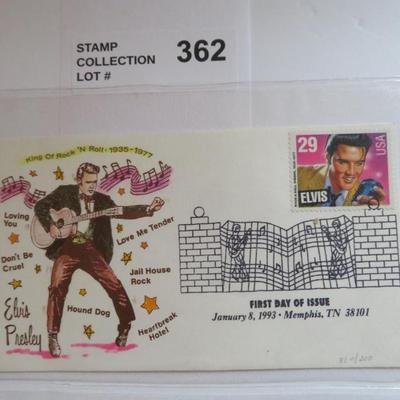 STAMP
COLLECTION
LOT #
362
King Of Rock 'N Roll • 1935-1977
29
USA
ELVIS
Loving
You
Love Me Tender
Don't Be
Cruel
Jail House
Rock
Hound Dog
Heartbreak
Hotel
Elvis
Presley
FIRST DAY OF ISSUE
January 8, 1993 • Memphis, TN 38101